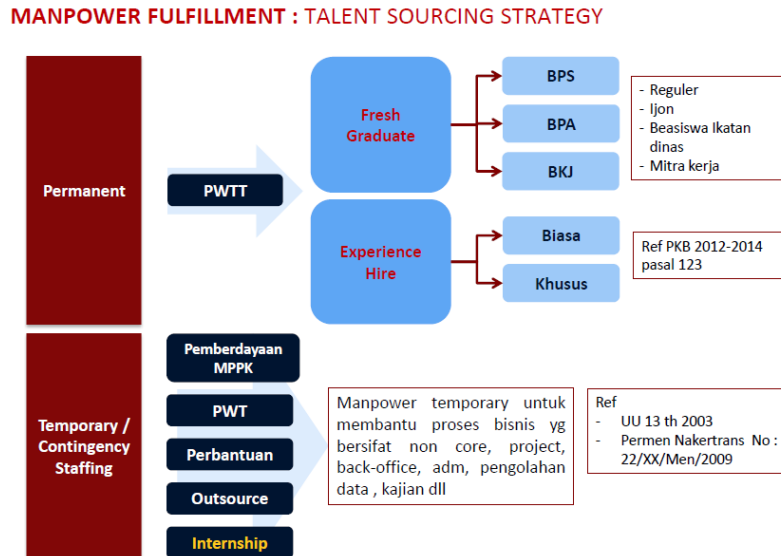 MANPOWER FULFILLMENT : TALENT SOURCING STRATEGY
Permanent
PWTT
Fresh
Graduate
BPS
BPA
BKJ
- Reguler
- Ijon
- Beasiswa Ikatan
dinas
- Mitra kerja
Experience
Hire
Biasa
Khusus
Ref PKB 2012-2014
pasal 123
Temporary /
Contingency
Staffing
Pemberdayaan
MPPK
PWT
Perbantuan
Outsource
Internship
Manpower temporary untuk
membantu proses bisnis yg
bersifat non core, project,
back-office, adm, pengolahan
data , kajian dll
Ref
- UU 13 th 2003
- Permen Nakertrans No :
22/XX/Men/2009